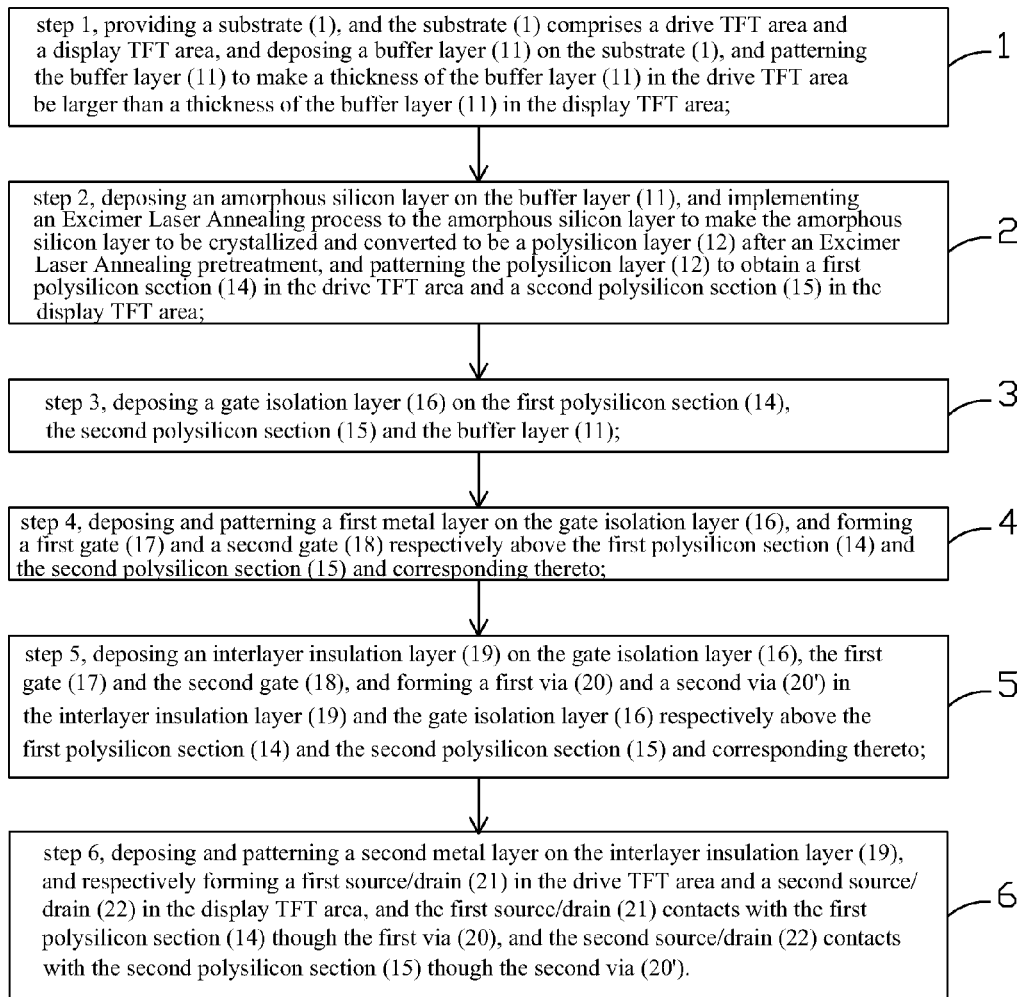 step 1, providing a substrate (1), and the substrate (1) comprises a drive TFT area and
a display TFT area, and deposing a buffer layer (11) on the substrate (1), and patterning
the buffer layer (11) to make a thickness of the buffer layer (11) in the drive TFT area
be larger than a thickness of the buffer layer (11) in the display TFT area;
1
step 2, deposing an amorphous silicon layer on the buffer layer (11), and implementing
an Excimer Laser Annealing process to the amorphous silicon layer to make the amorphous
silicon layer to be crystallized and converted to be a polysilicon layer (12) after an Excimer
Laser Annealing pretreatment, and patterning the polysilicon layer (12) to obtain a first
polysilicon section (14) in the drive TFT area and a second polysilicon section (15) in the
display TFT area;
2
step 3, deposing a gate isolation layer (16) on the first polysilicon section (14),
the second polysilicon section (15) and the buffer layer (11);
3
step 4, deposing and patterning a first metal layer on the gate isolation layer (16), and forming
a first gate (17) and a second gate (18) respectively above the first polysilicon section (14) and
the second polysilicon section (15) and corresponding thereto;
4
step 5, deposing an interlayer insulation layer (19) on the gate isolation layer (16), the first
gate (17) and the second gate (18), and forming a first via (20) and a second via (20') in
the interlayer insulation layer (19) and the gate isolation layer (16) respectively above the
first polysilicon section (14) and the second polysilicon section (15) and corresponding thereto;
5
step 6, deposing and patterning a second metal layer on the interlayer insulation layer (19),
and respectively forming a first source/drain (21) in the drive TFT area and a second source/
drain (22) in the display TFT area, and the first source/drain (21) contacts with the first
polysilicon section (14) though the first via (20), and the second source/drain (22) contacts
with the second polysilicon section (15) though the second via (20').
6